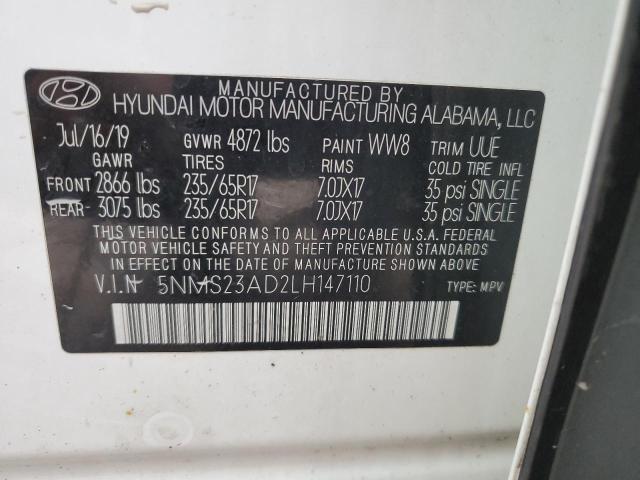 MANUFACTURED BY
HYUNDAI MOTOR MANUFACTURING ALABAMA, LLC
Jul/16/19 GVWR 4872 lbs PAINT WW8 TRIM UUE
GAWR TIRES RIMS COLD TIRE INFL
FRONT 2866 lbs 235/65R17 7.0JX17 35 psi SINGLE
REAR 3075 lbs 235/65R17 7.0JX17 35 psi SINGLE
THIS VEHICLE CONFORMS TO ALL APPLICABLE U.S.A. FEDERAL
MOTOR VEHICLE SAFETY AND THEFT PREVENTION STANDARDS
IN EFFECT ON THE DATE OF MANUFACTURE SHOWN ABOVE.
V.I.N 5NMS23AD2LH147110 TYPE: MPV